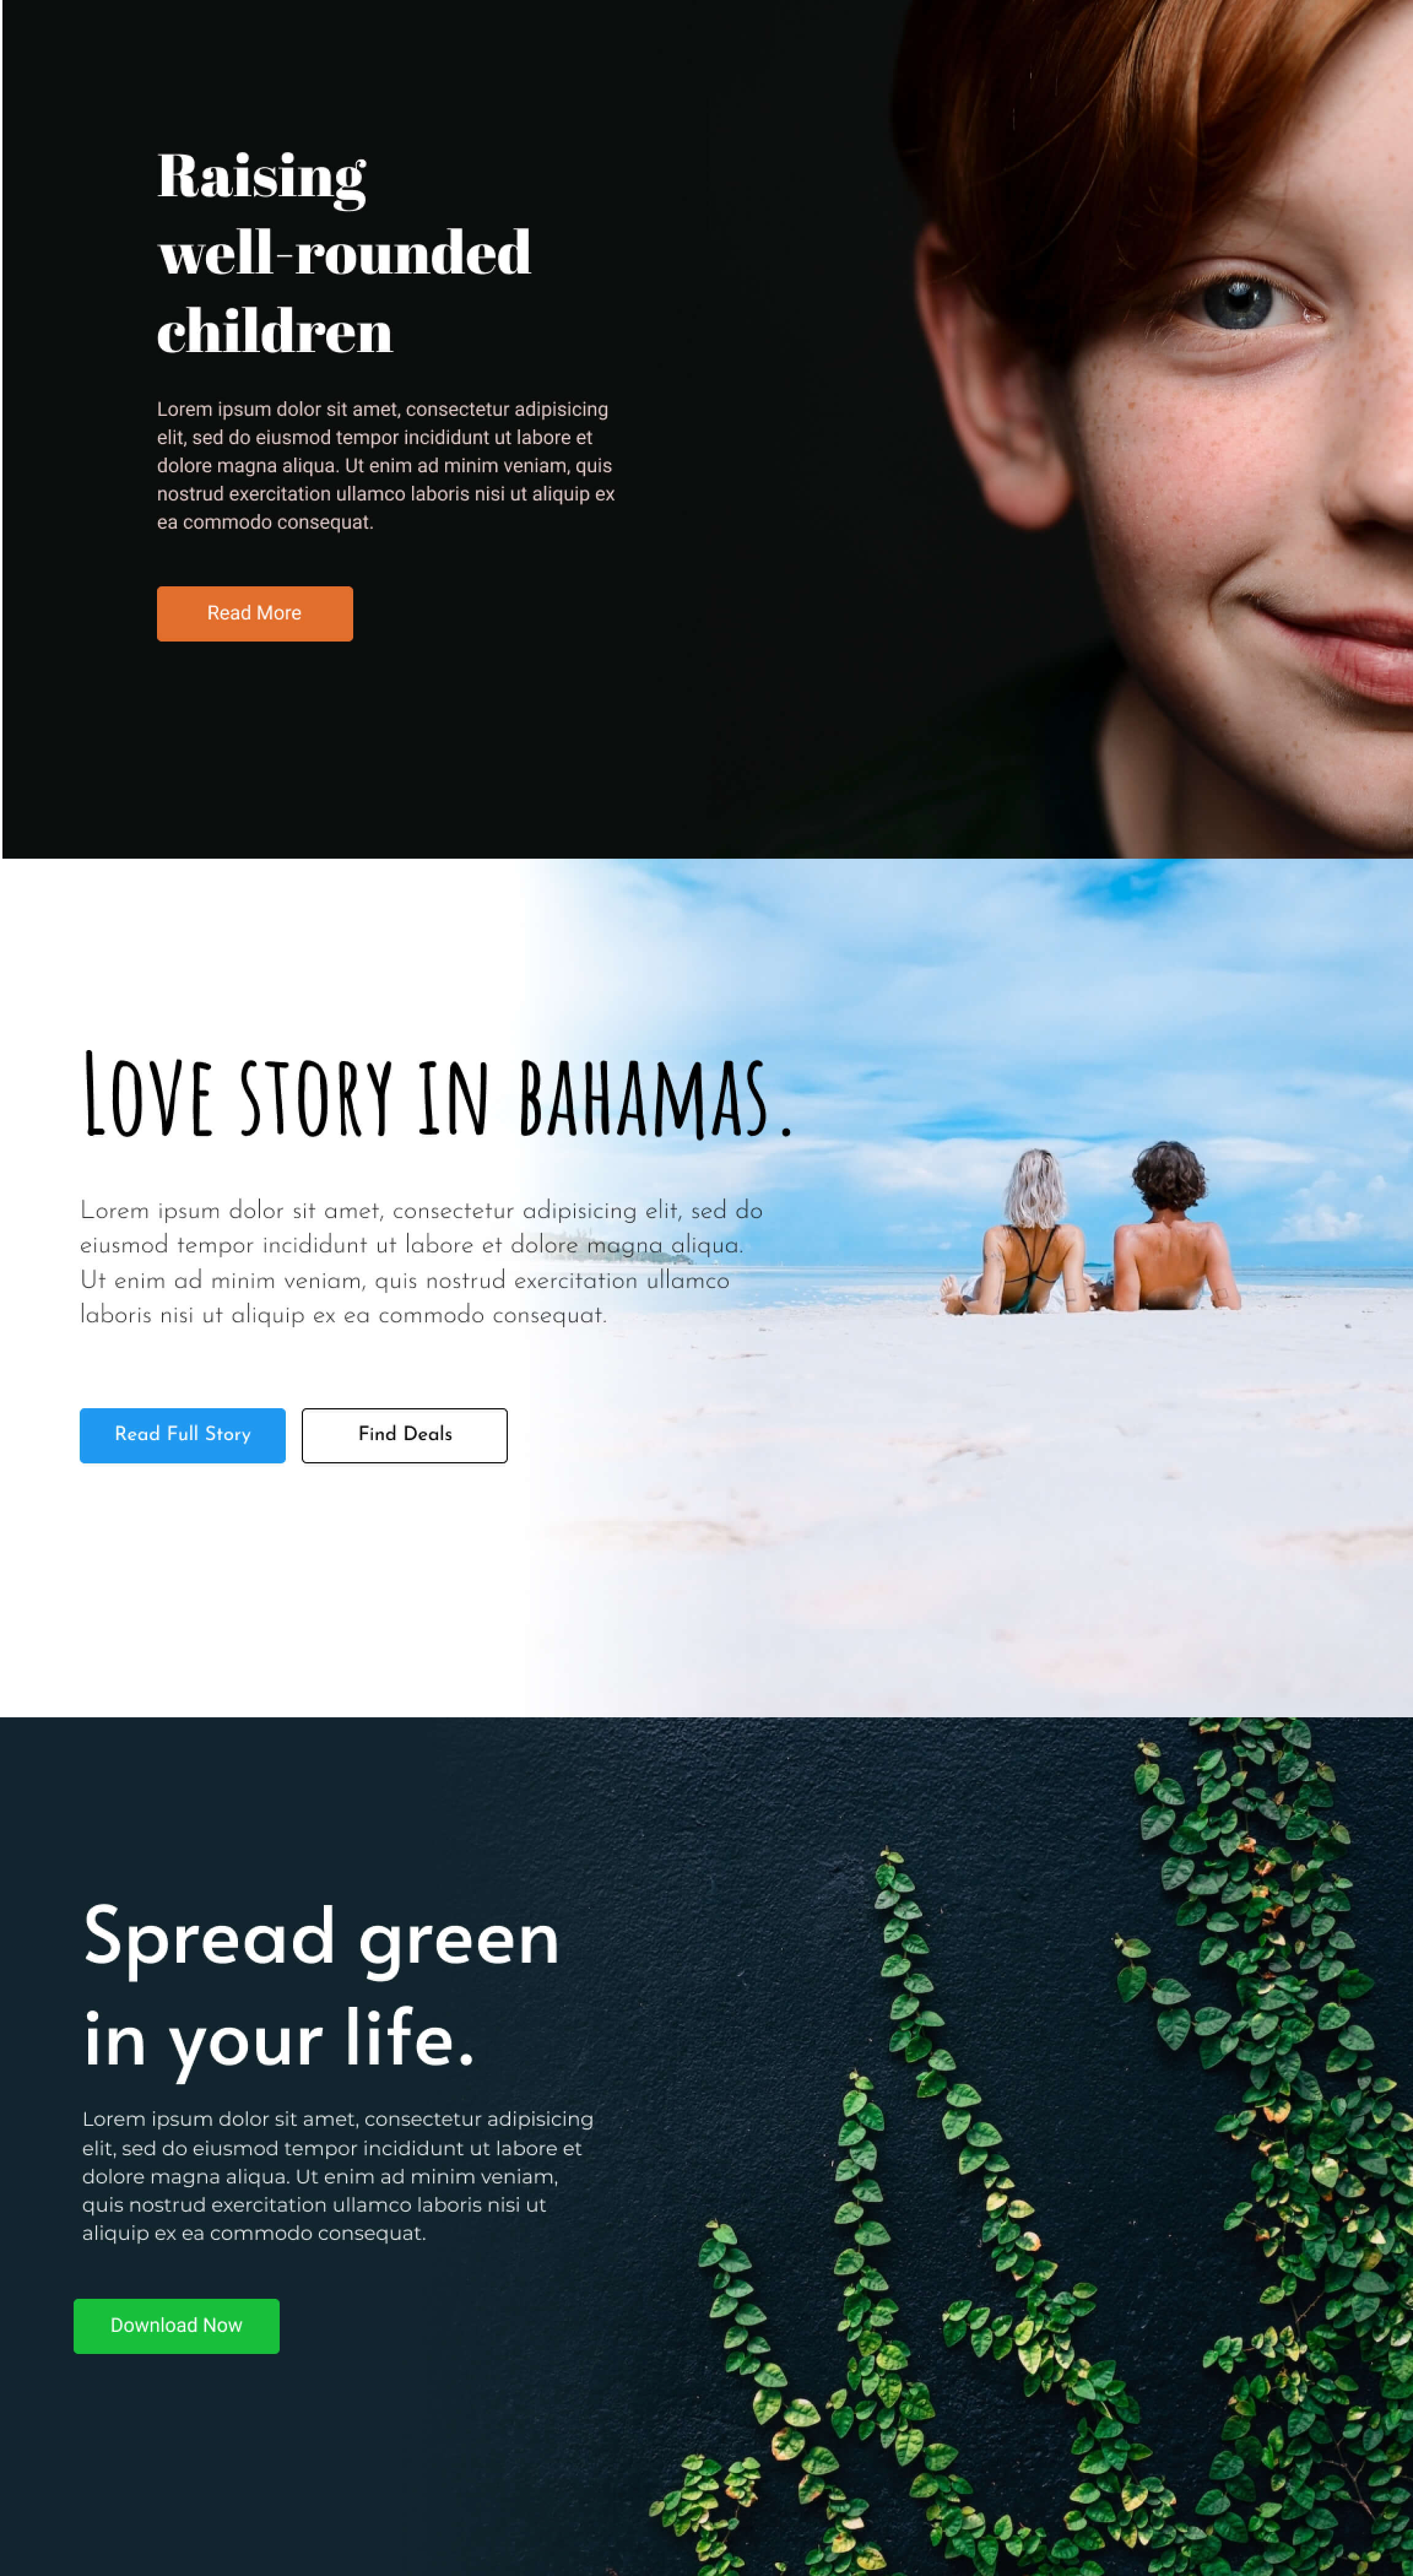 Raising
well-rounded
children
Lorem ipsum dolor sit amet, consectetur adipisicing
elit, sed do eiusmod tempor incididunt ut labore et
dolore magna aliqua. Ut enim ad minim veniam, quis
nostrud exercitation ullamco laboris nisi ut aliquip ex
ea commodo consequat.
Read More
Love story in bahamas.
Lorem ipsum dolor sit amet, consectetur adipisicing elit, sed do
eiusmod tempor incididunt ut labore et dolore magna aliqua.
Ut enim ad minim veniam, quis nostrud exercitation ullamco
laboris nisi ut aliquip ex ea commodo consequat.
Read Full Story
Find Deals
Spread green
in your life.
Lorem ipsum dolor sit amet, consectetur adipisicing
elit, sed do eiusmod tempor incididunt ut labore et
dolore magna aliqua. Ut enim ad minim veniam,
quis nostrud exercitation ullamco laboris nisi ut
aliquip ex ea commodo consequat.
Download Now